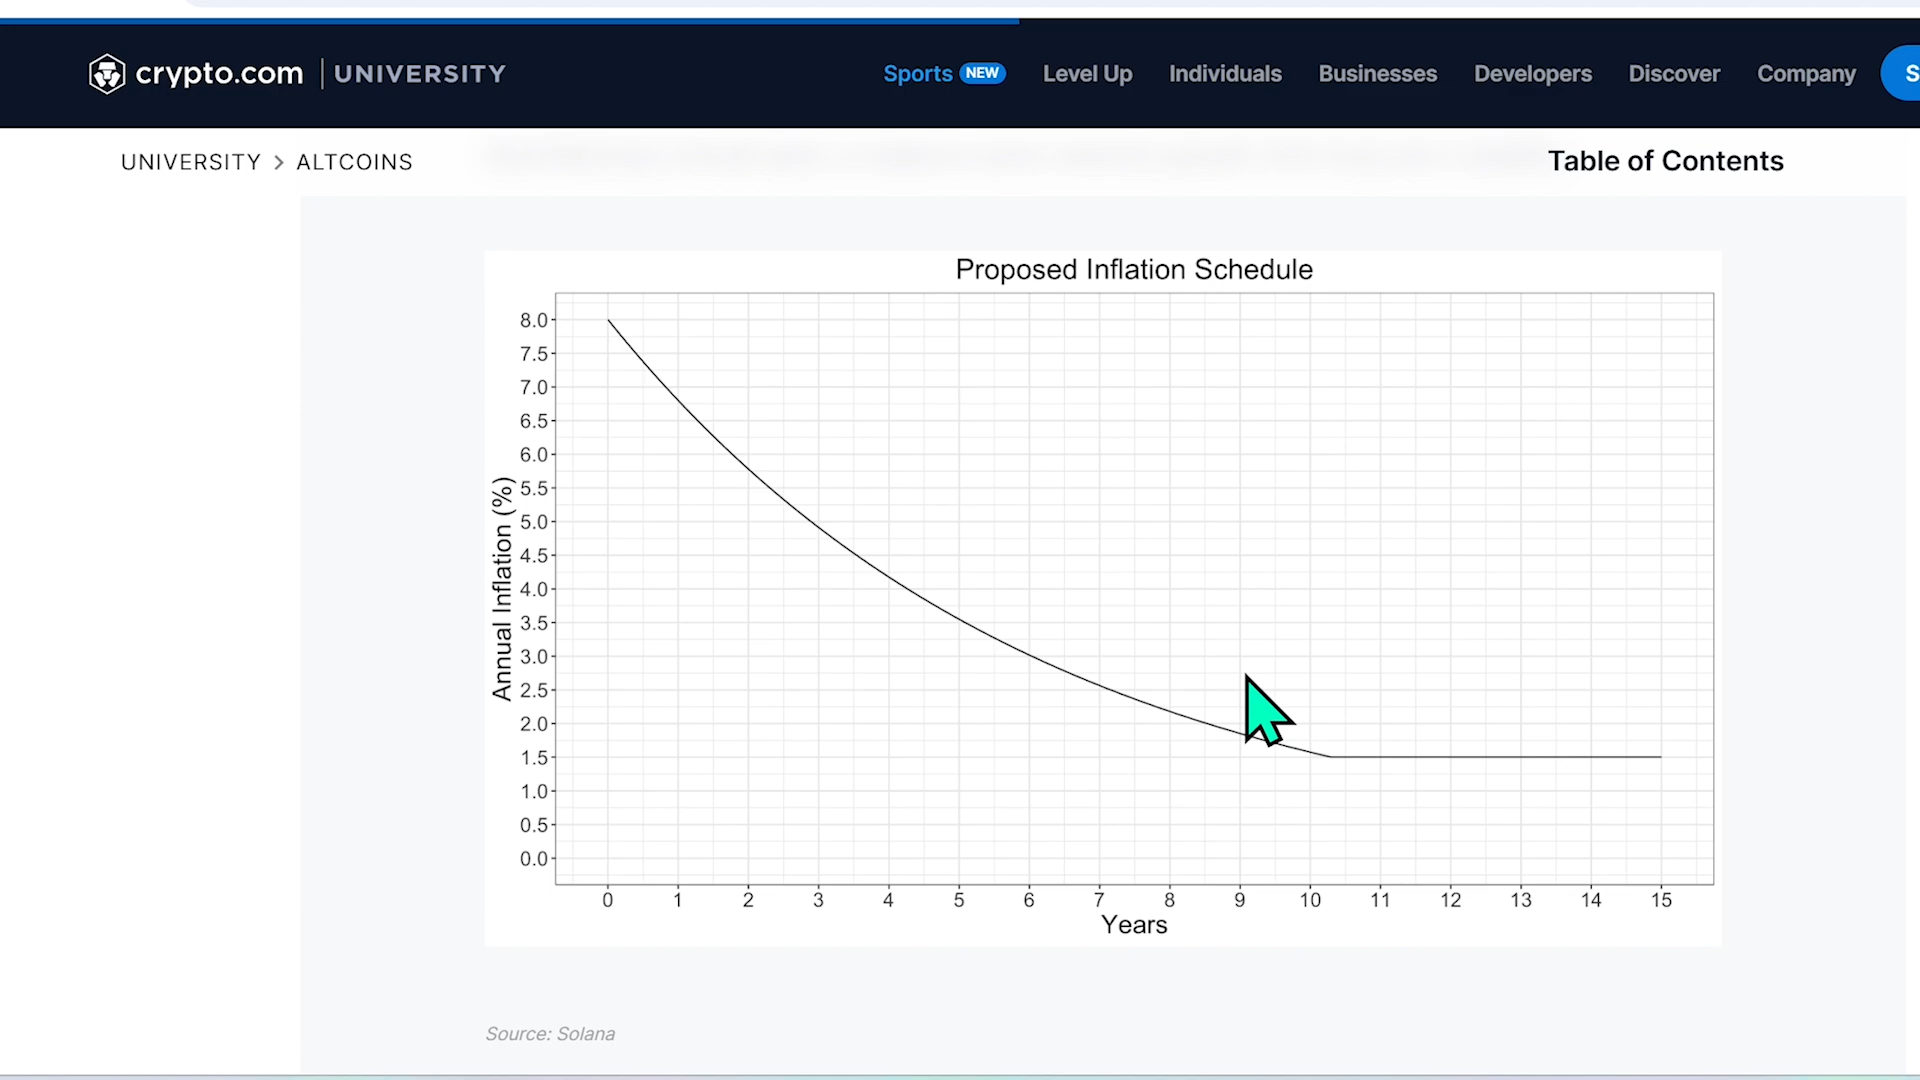 crypto.com | UNIVERSITY
Sports NEW Level Up Individuals Businesses Developers Discover Company S
UNIVERSITY > ALTCOINS
Table of Contents
Proposed Inflation Schedule
Annual Inflation (%)
8.0
7.5
7.0
6.5
6.0
5.5
5.0
4.5
4.0
3.5
3.0
2.5
2.0
1.5
1.0
0.5
0.0
0 1 2 3 4 5 6 7 8 9 10 11 12 13 14 15
Years
Source: Solana